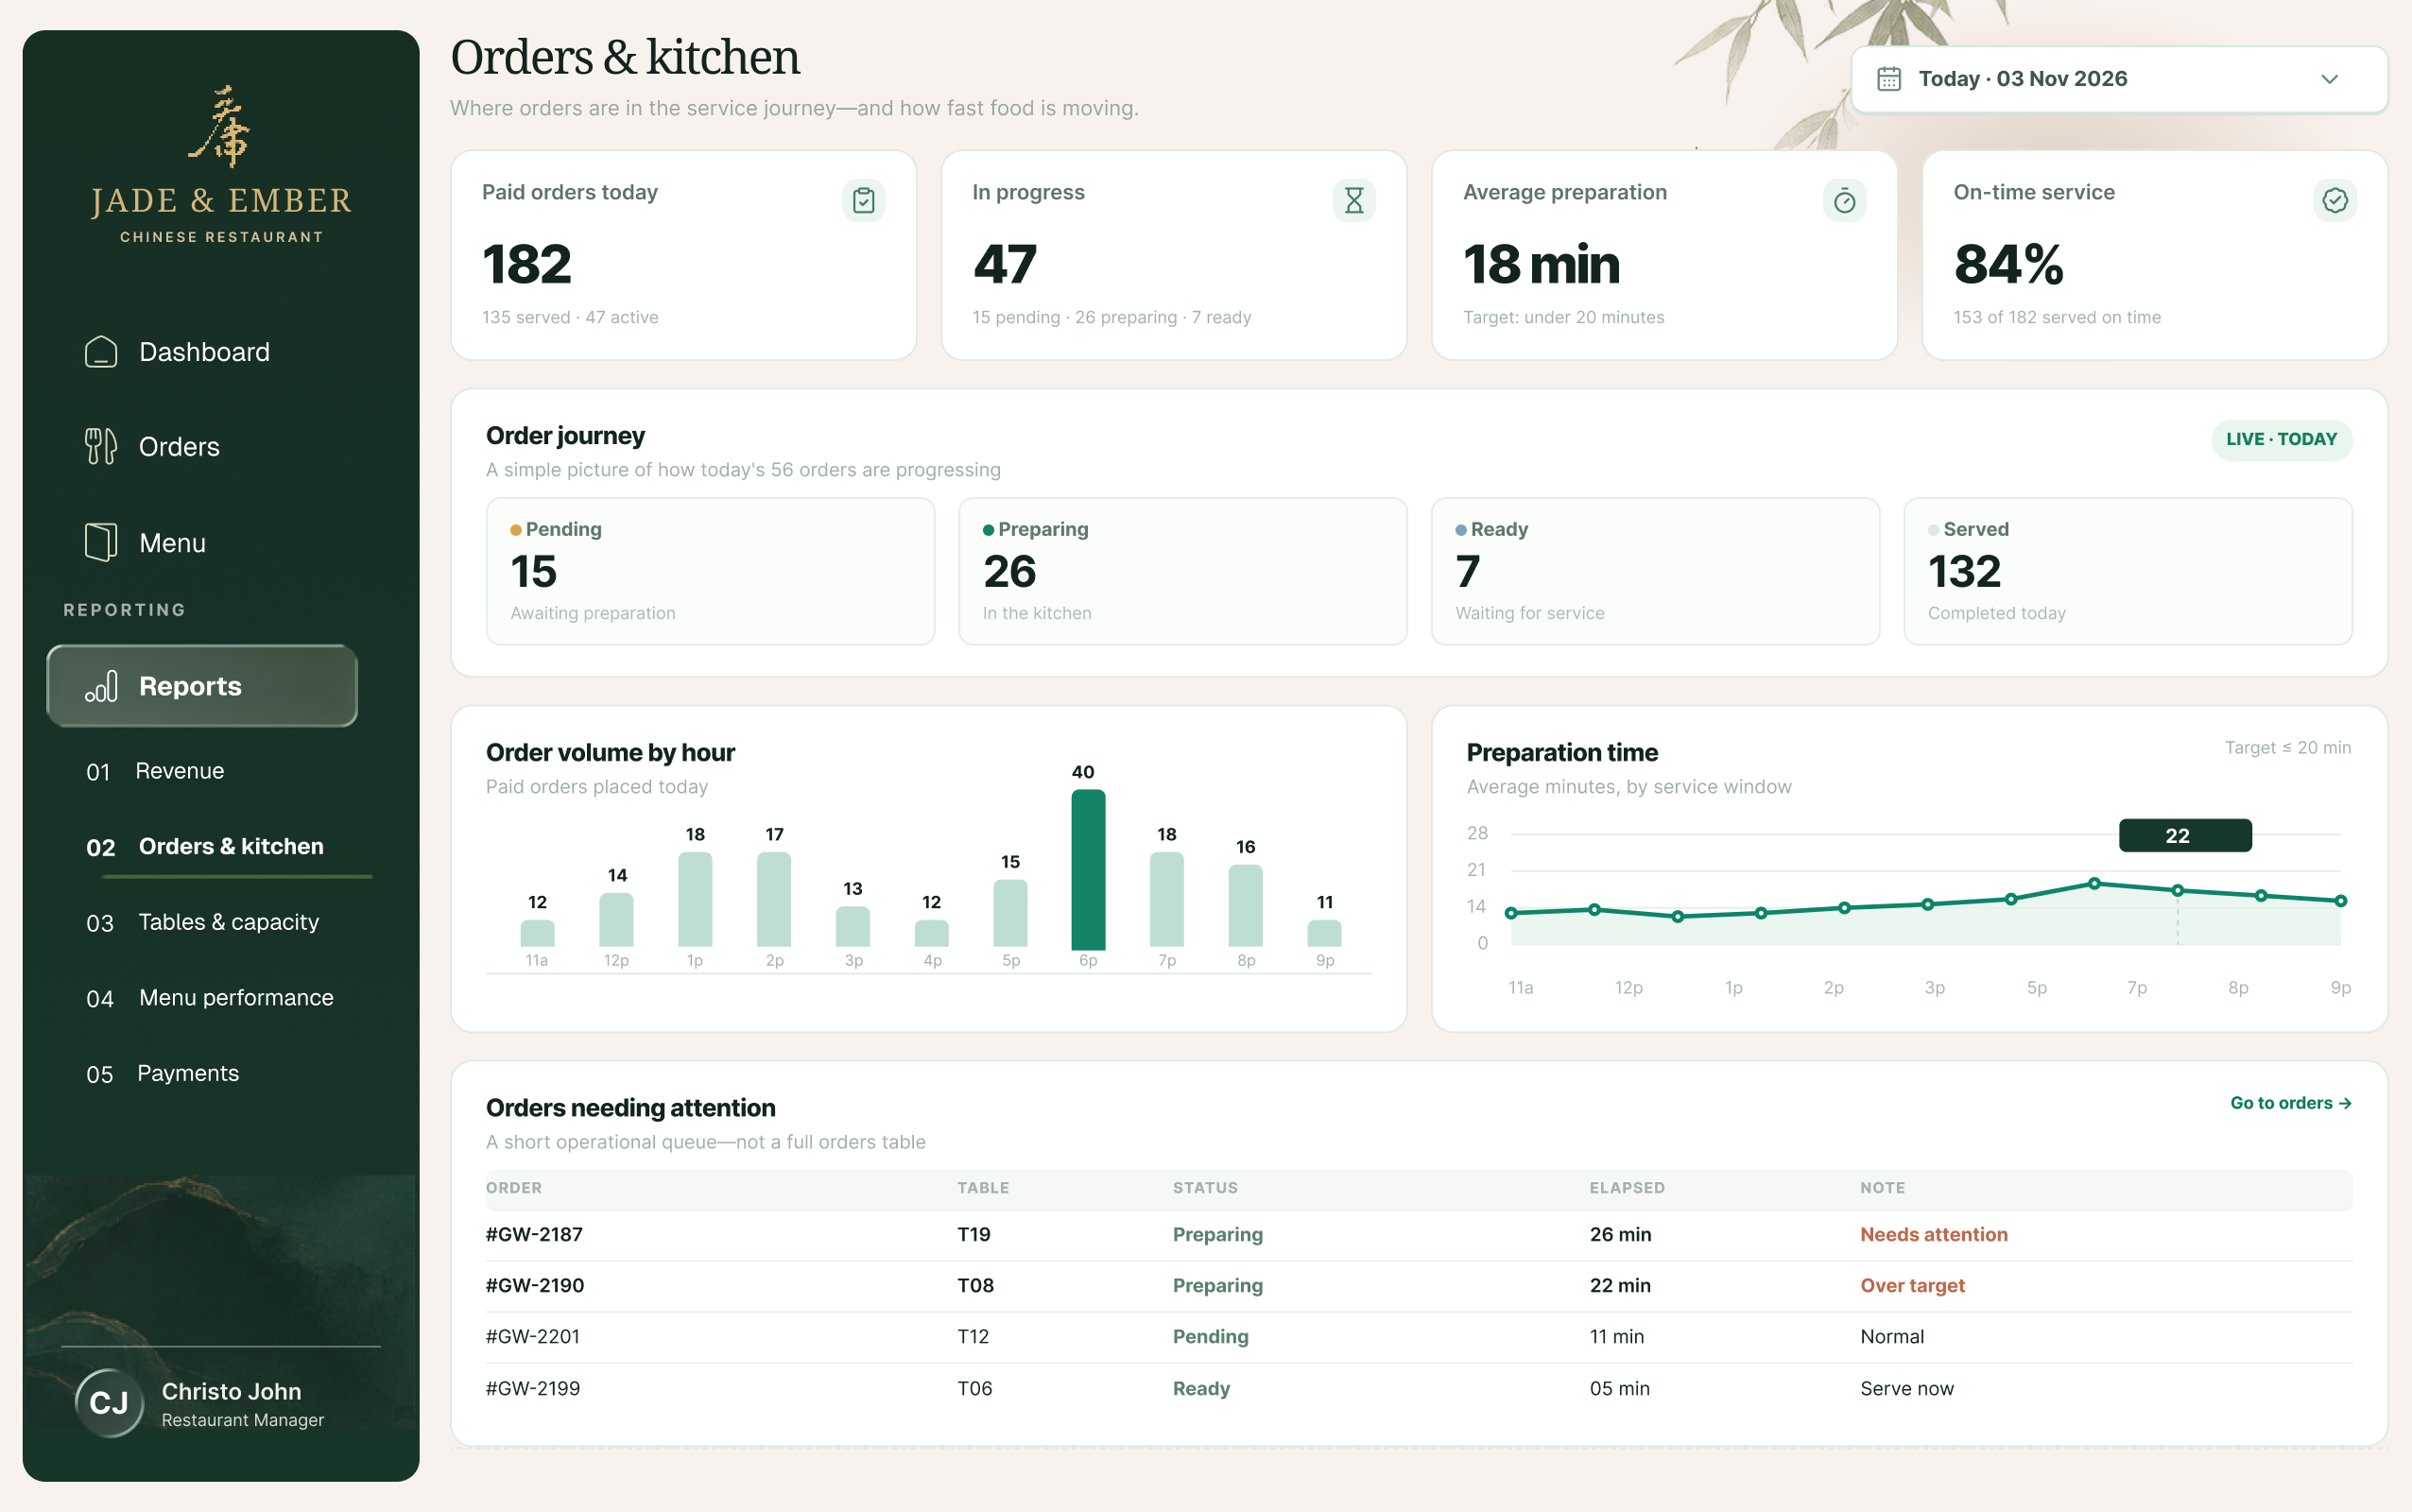 JADE & EMBER
CHINESE RESTAURANT
Dashboard
Orders
Menu
REPORTING
Reports
01 Revenue
02 Orders & kitchen
03 Tables & capacity
04 Menu performance
05 Payments
CJ
Christo John
Restaurant Manager
Orders & kitchen
Where orders are in the service journey—and how fast food is moving.
Today · 03 Nov 2026
Paid orders today
182
135 served · 47 active
In progress
47
15 pending · 26 preparing · 7 ready
Average preparation
18 min
Target: under 20 minutes
On-time service
84%
153 of 182 served on time
Order journey
A simple picture of how today's 56 orders are progressing
LIVE · TODAY
Pending
15
Awaiting preparation
Preparing
26
In the kitchen
Ready
7
Waiting for service
Served
132
Completed today
Order volume by hour
Paid orders placed today
12 14 18 17 13 12 15 40 18 16 11
11a 12p 1p 2p 3p 4p 5p 6p 7p 8p 9p
Preparation time
Average minutes, by service window
Target ≤ 20 min
22
28
21
14
0
11a 12p 1p 2p 3p 5p 7p 8p 9p
Orders needing attention
A short operational queue—not a full orders table
Go to orders →
ORDER TABLE STATUS ELAPSED NOTE
#GW-2187 T19 Preparing 26 min Needs attention
#GW-2190 T08 Preparing 22 min Over target
#GW-2201 T12 Pending 11 min Normal
#GW-2199 T06 Ready 05 min Serve now